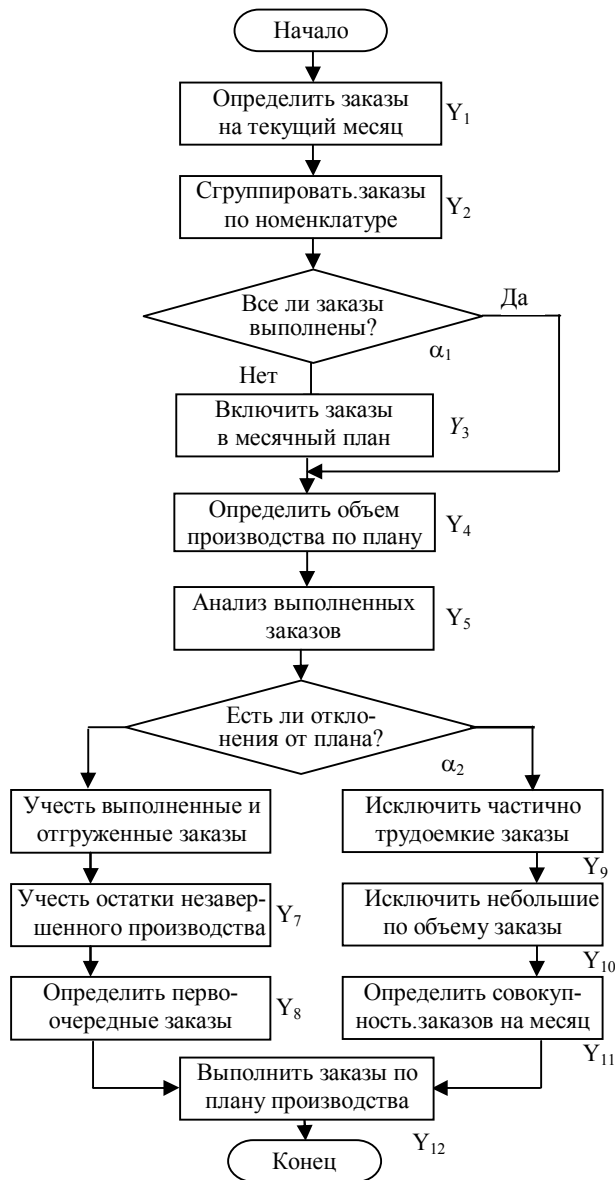 Начало
Определить заказы
на текущий месяц
Y1
Сгруппировать.заказы
по номенклатуре
Y2
Все ли заказы
выполнены?
Да
α1
Нет
Включить заказы
в месячный план
Y3
Определить объем
производства по плану
Y4
Анализ выполненных
заказов
Y5
Есть ли откло-
нения от плана?
α2
Учесть выполненные и
отгруженные заказы
Исключить частично
трудоемкие заказы
Y9
Учесть остатки незавер-
шенного производства
Y7
Исключить небольшие
по объему заказы
Y10
Определить перво-
очередные заказы
Y8
Определить совокуп-
ность.заказов на месяц
Y11
Выполнить заказы по
плану производства
Y12
Конец